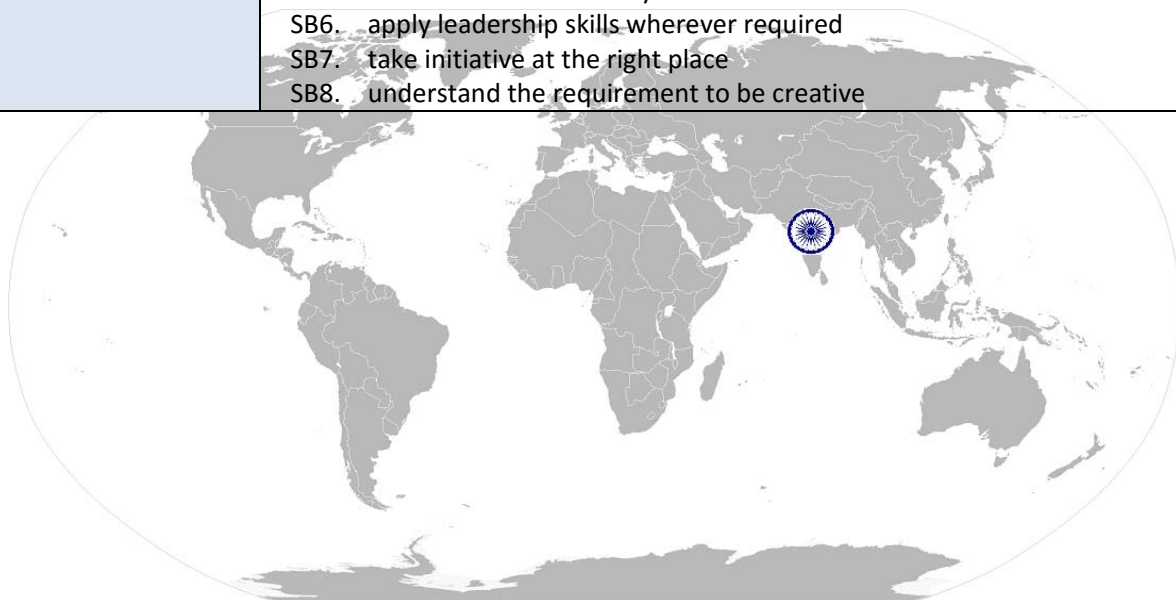 SB6. apply leadership skills wherever required
SB7. take initiative at the right place
SB8. understand the requirement to be creative